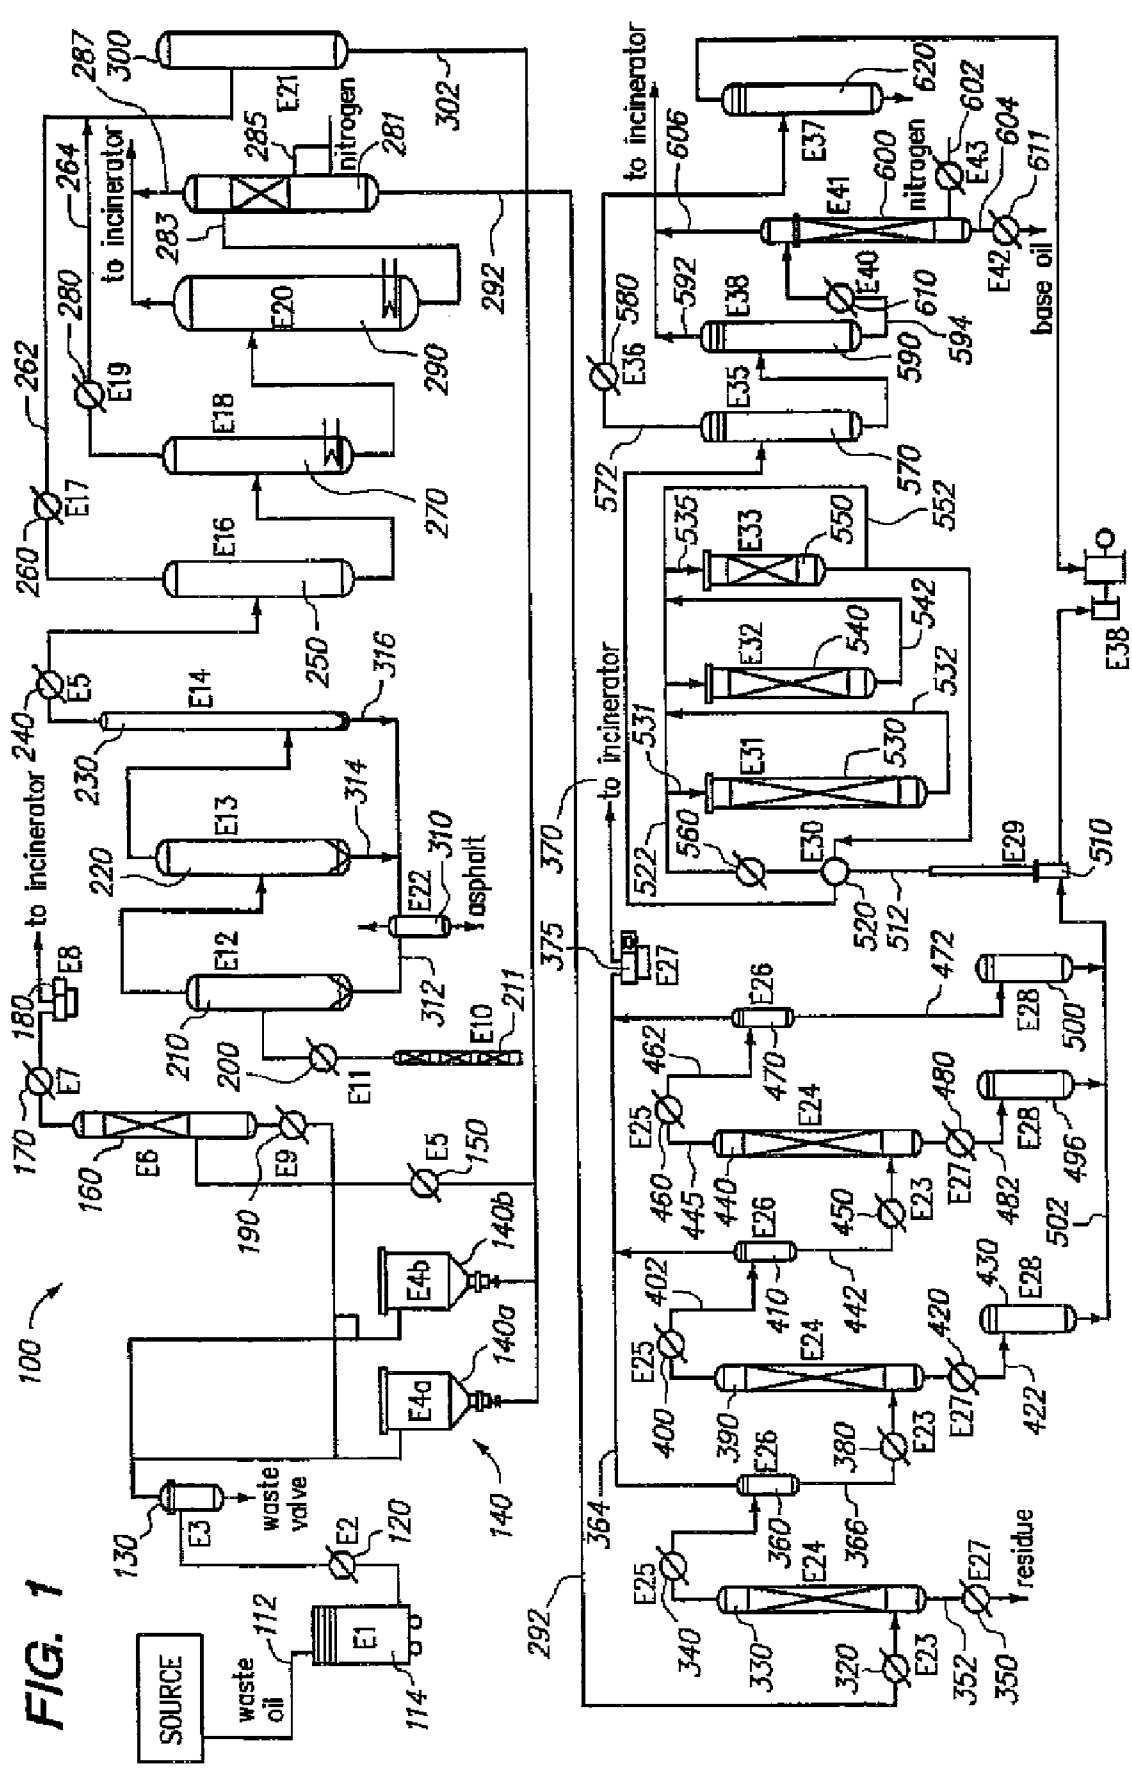 FIG. 1
100
SOURCE
waste
oil
112
E1
114
E2
120
130
E3
waste
valve
140
E4a
140a
E4b
140b
E5
150
160
E6
170
E7
180
E8
to incinerator
190
E9
E10
211
200
E11
210
E12
220
E13
230
E14
240
E5
312
314
316
E22
310
asphalt
250
E16
260
E17
262
264
270
E18
280
E19
to incinerator
290
E20
283
285
287
281
nitrogen
292
300
E21
302
292
320
E23
330
E24
340
E25
350
E27
352
residue
360
E26
364
366
370
to incinerator
375
E27
380
E23
390
E24
400
E25
402
410
E26
420
E27
422
430
E28
440
E24
442
445
450
E23
460
E25
462
470
E26
472
480
E27
482
496
E28
500
E28
502
510
E29
512
520
E30
522
560
530
E31
531
532
540
E32
542
550
E33
535
552
570
E35
572
580
E36
590
E38
592
594
610
E40
600
E41
nitrogen
602
E43
604
611
E42
base oil
606
to incinerator
620
E37
E38